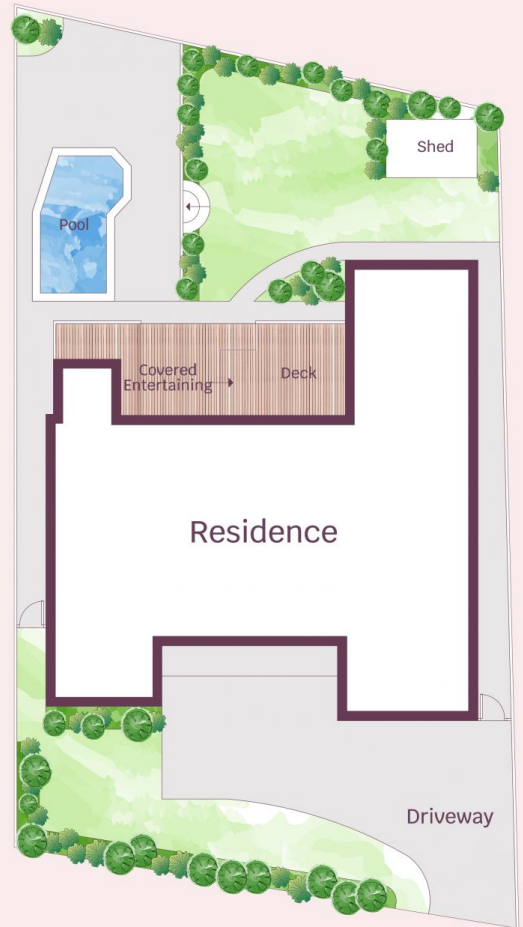 Shed
Pool
Covered
Entertaining
Deck
Residence
Driveway